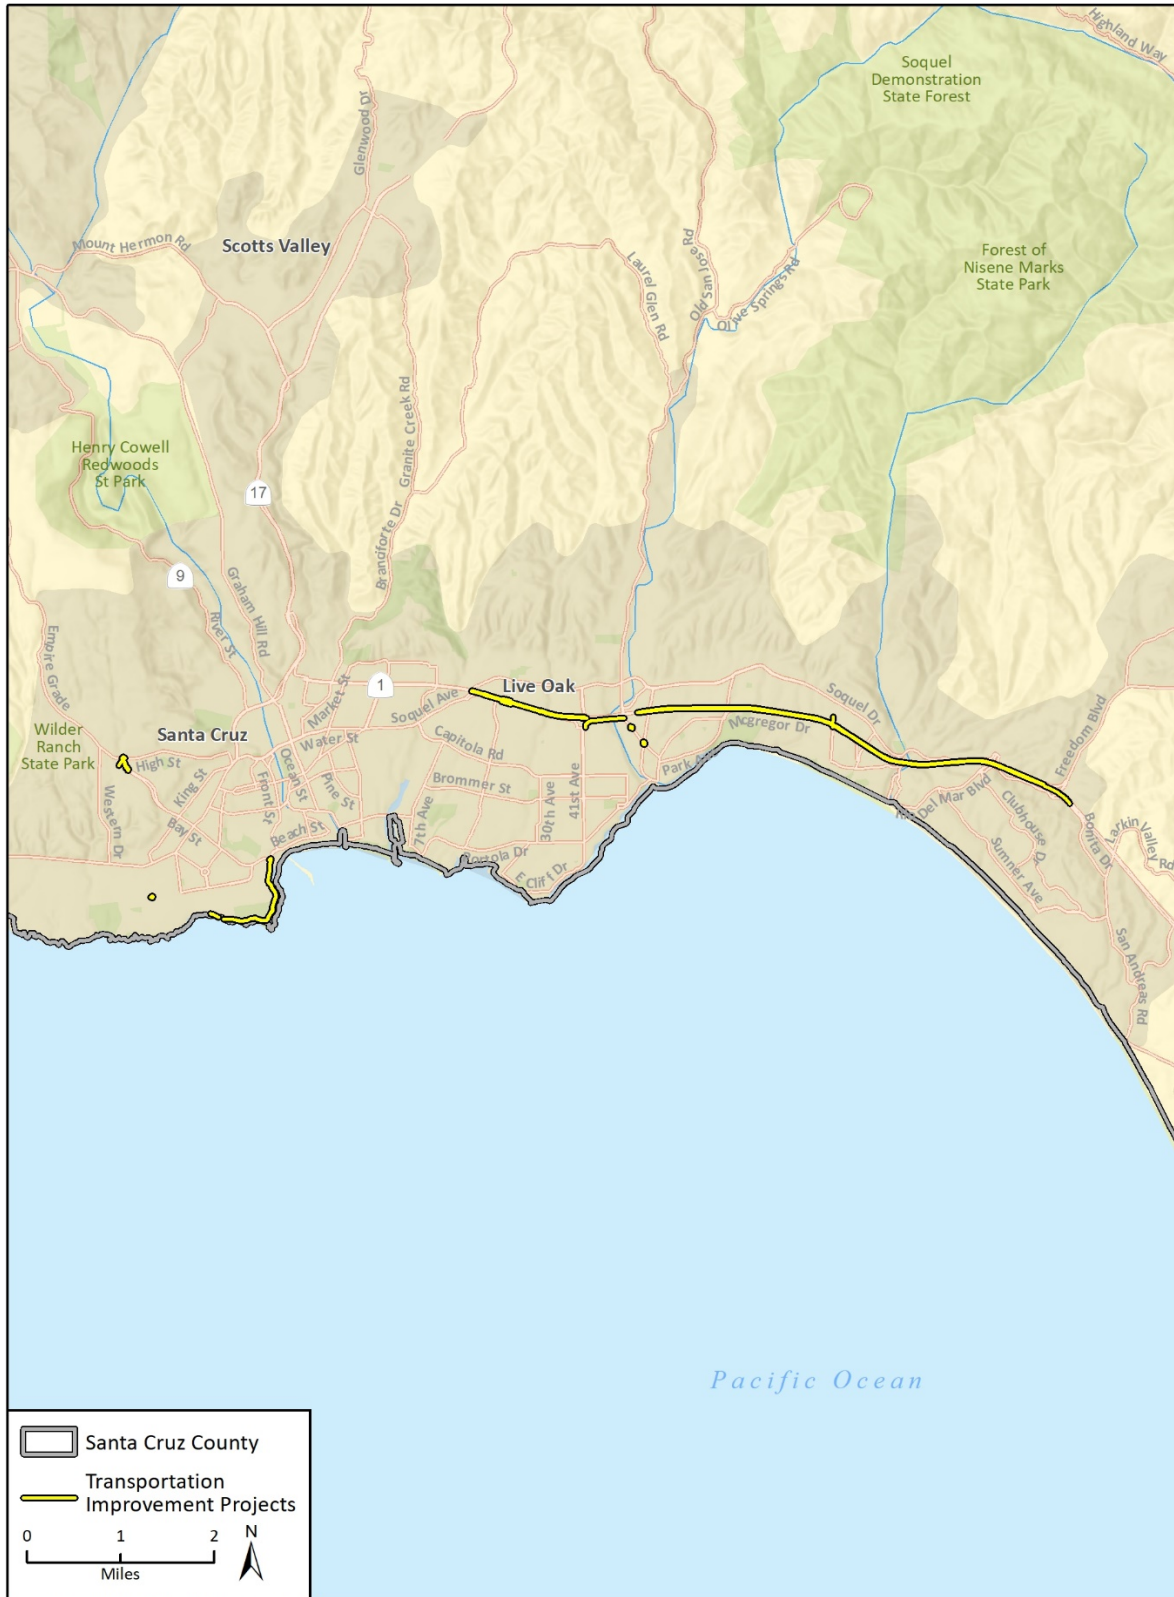 Highland Way
Soquel
Demonstration
State Forest
Glenwood Dr
Mount Hermon Rd
Scotts Valley
Forest of
Nisene Marks
State Park
Old San Jose Rd
Laurel Glen Rd
Olive Springs Rd
Henry Cowell
Redwoods
St Park
Granite Creek Rd
17
Brandforte Dr
9
Graham Hill Rd
River St
Empire Grade
1
Market St
Live Oak
Soquel Ave
Soquel Dr
Freedom Blvd
Mcgregor Dr
Wilder
Ranch
State Park
Santa Cruz
Water St
Capitola Rd
High St
Park Ave
King St
Ocean St
Front St
Pine St
Brommer St
Western Dr
Bay St
Beach St
7th Ave
30th Ave
41st Ave
Del Mar Blvd
Clubhouse Dr
Sumner Ave
Bonita Dr
Larkin Valley Rd
Portola Dr
E Cliff Dr
San Andreas Rd
Pacific Ocean
Santa Cruz County
Transportation
Improvement Projects
0 1 2
Miles
N